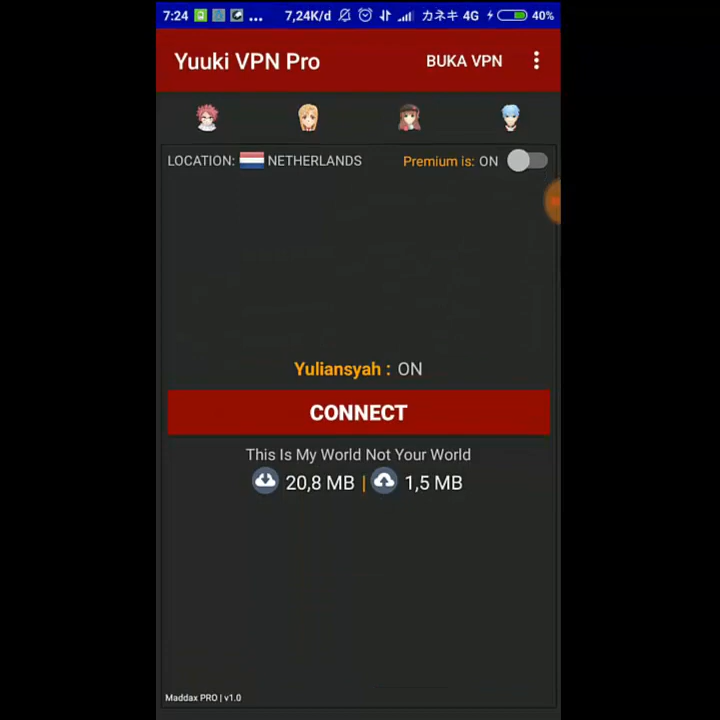 7:24 ... 7,24K/d カネキ 4G 40%
Yuuki VPN Pro BUKA VPN
LOCATION: NETHERLANDS Premium is: ON
Yuliansyah : ON
CONNECT
This Is My World Not Your World
20,8 MB | 1,5 MB
Maddax PRO | v1.0